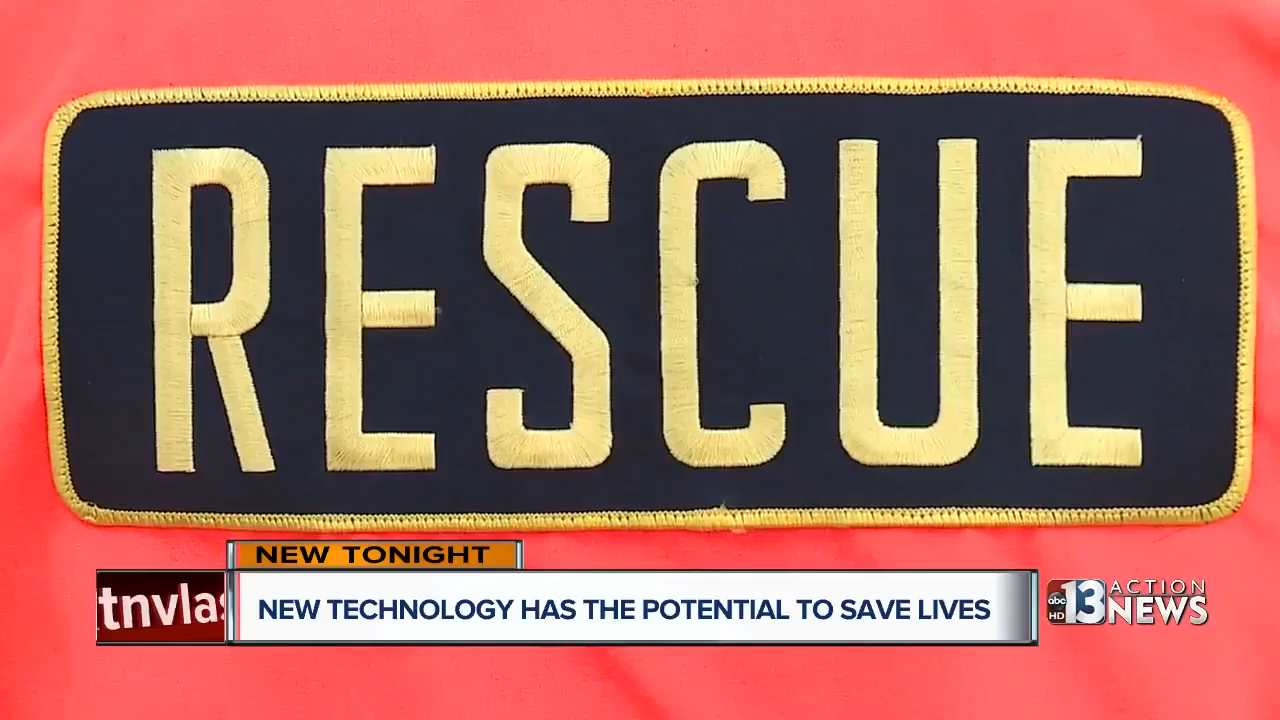 RESCUE
NEW TONIGHT
tnvlas
NEW TECHNOLOGY HAS THE POTENTIAL TO SAVE LIVES
abc
HD
13
ACTION
NEWS